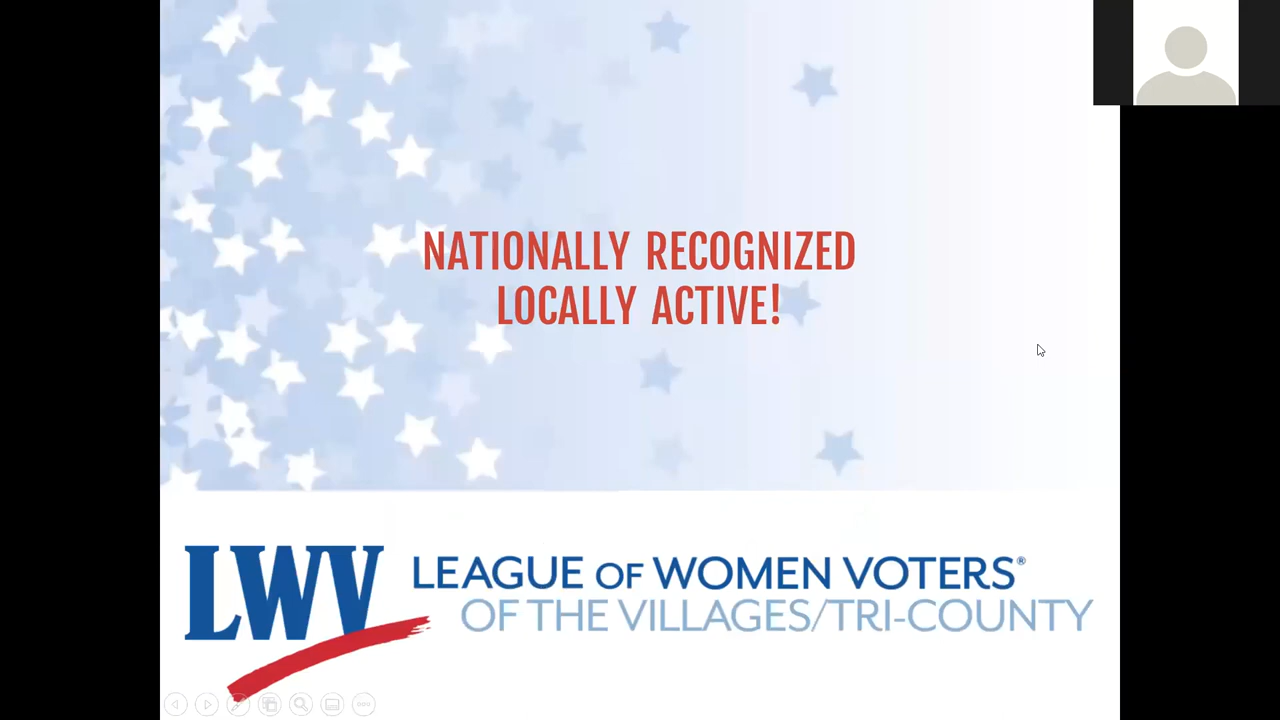 NATIONALLY RECOGNIZED
LOCALLY ACTIVE!
LWV
LEAGUE OF WOMEN VOTERS®
OF THE VILLAGES/TRI-COUNTY